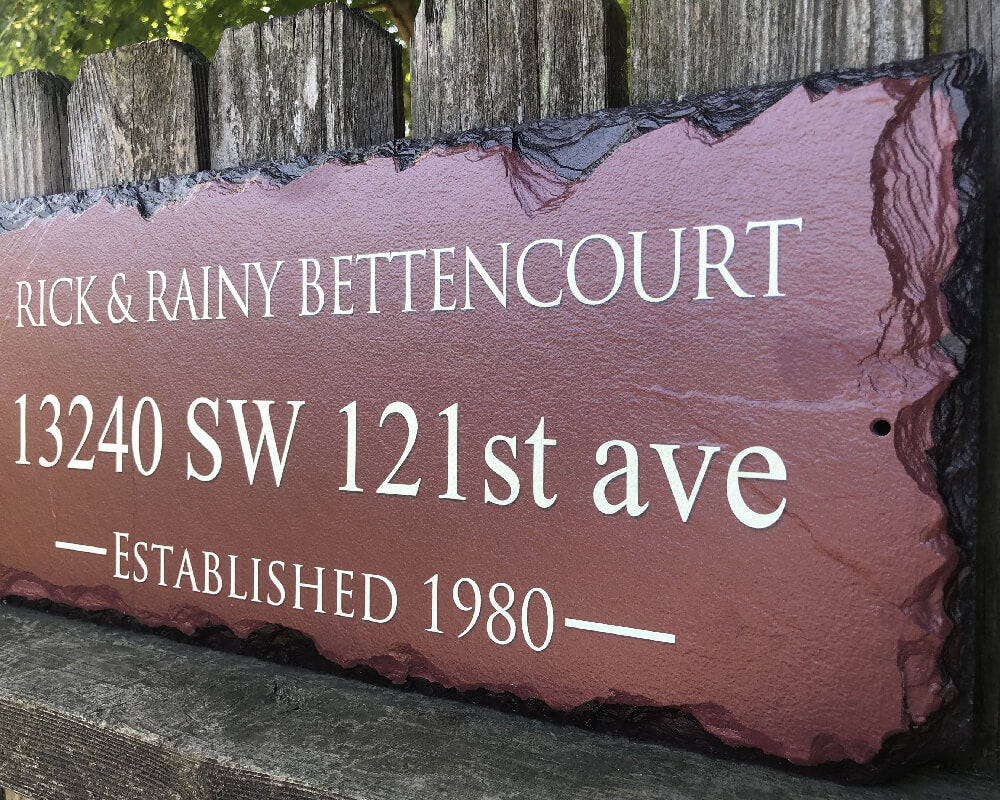 RICK & RAINY BETTENCOURT
13240 SW 121st ave
—ESTABLISHED 1980—